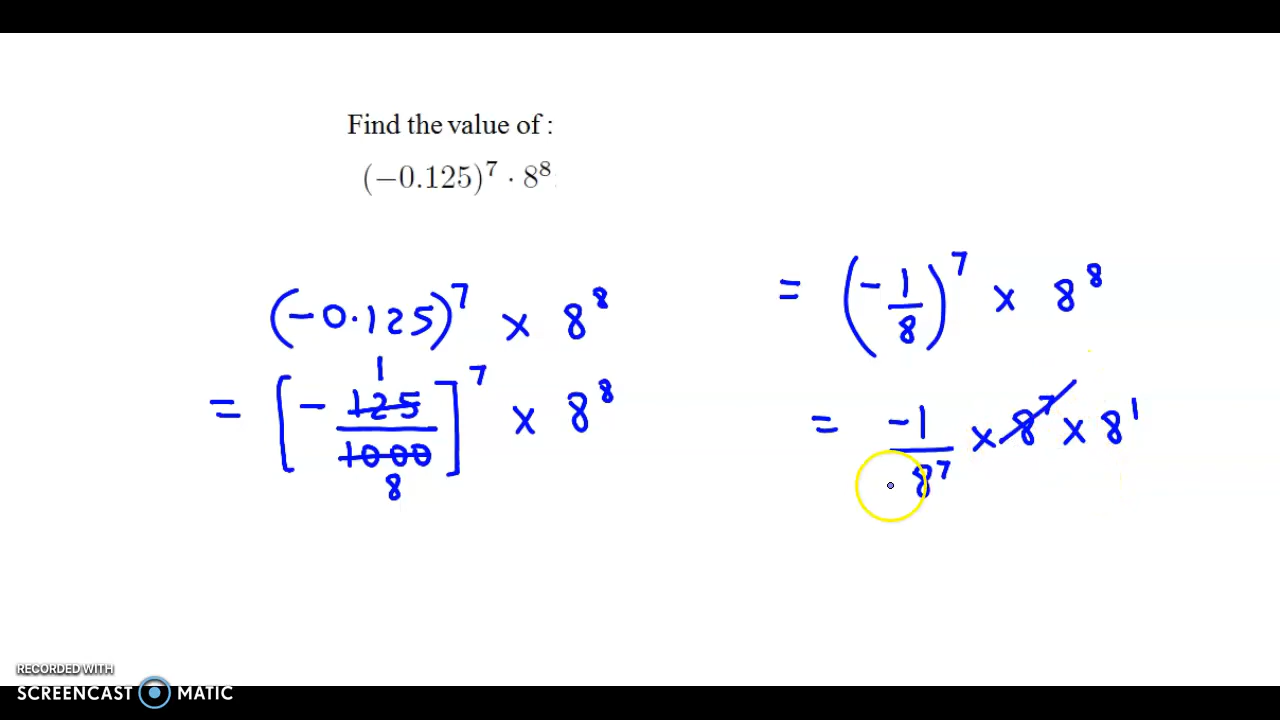 Find the value of :
(−0.125)⁷ · 8⁸
(-0.125)⁷ × 8⁸
= [-125/1000]⁷ × 8⁸
1
8
= (-1/8)⁷ × 8⁸
= -1/8⁷ × 8⁷ × 8¹
RECORDED WITH
SCREENCAST MATIC